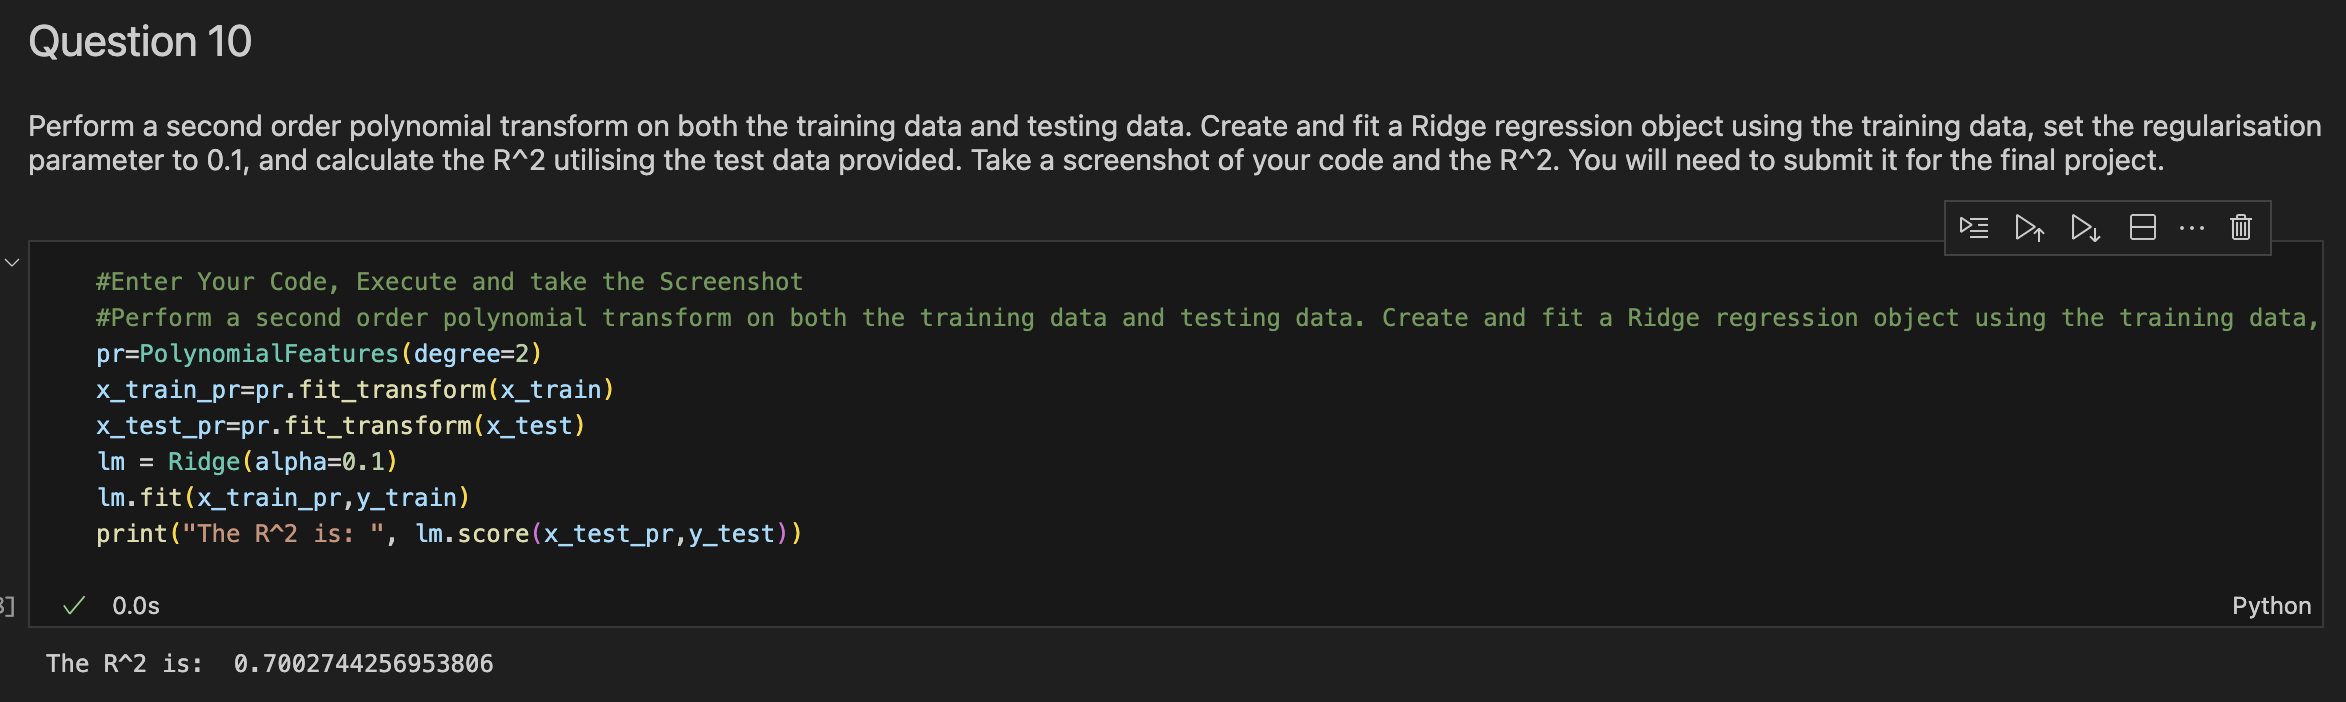 Question 10
Perform a second order polynomial transform on both the training data and testing data. Create and fit a Ridge regression object using the training data, set the regularisation
parameter to 0.1, and calculate the R^2 utilising the test data provided. Take a screenshot of your code and the R^2. You will need to submit it for the final project.
#Enter Your Code, Execute and take the Screenshot
#Perform a second order polynomial transform on both the training data and testing data. Create and fit a Ridge regression object using the training data,
pr=PolynomialFeatures(degree=2)
x_train_pr=pr.fit_transform(x_train)
x_test_pr=pr.fit_transform(x_test)
lm = Ridge(alpha=0.1)
lm.fit(x_train_pr,y_train)
print("The R^2 is: ", lm.score(x_test_pr,y_test))
0.0s
Python
The R^2 is:  0.7002744256953806